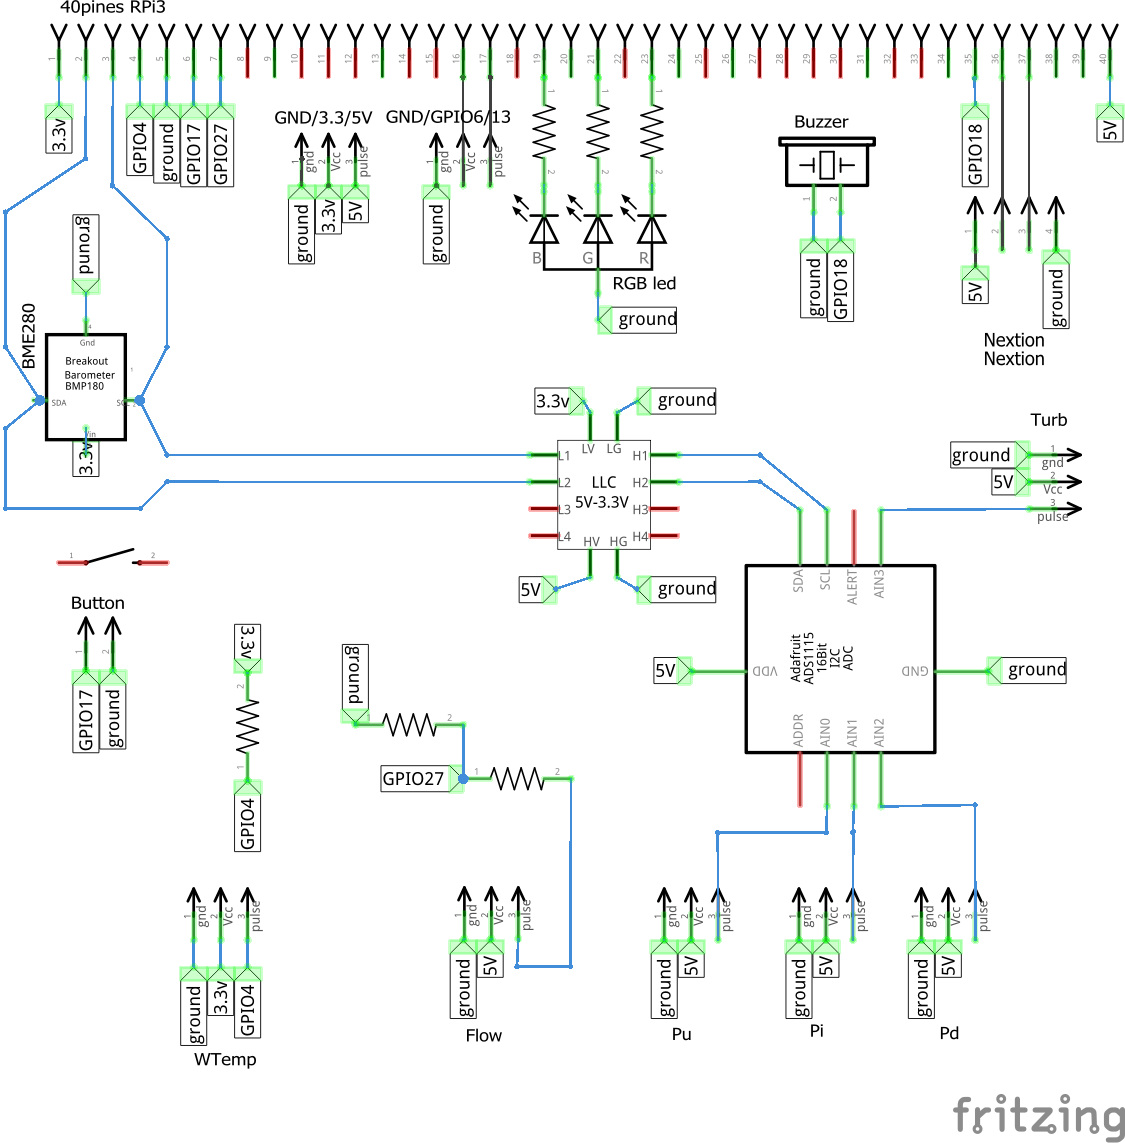 40pines RPi3
1 2 3 4 5 6 7 8 9 10 11 12 13 14 15 16 17 18 19 20 21 22 23 24 25 26 27 28 29 30 31 32 33 34 35 36 37 38 39 40
3.3v
GPIO4
ground
GPIO17
GPIO27
GND/3.3/5V
1 gnd
2 Vcc
3 pulse
ground
3.3v
5V
GND/GPIO6/13
1 gnd
2 Vcc
3 pulse
ground
1 1 1
2 2 2
B G R
RGB led
ground
Buzzer
1 2
ground
GPIO18
GPIO18
5V
1 2 3 4
5V
ground
Nextion
Nextion
ground
BME280
4
Gnd
Breakout
Barometer
BMP180
1
SDA
SCL
2
Vin
3.3v
3.3v
ground
LV LG
L1 H1
L2 H2
L3 H3
L4 H4
LLC
5V-3.3V
HV HG
5V
ground
Turb
ground
1
gnd
5V
2
Vcc
3
pulse
1 2
Button
1 2
GPIO17
ground
3.3v
2
1
GPIO4
ground
1 2
GPIO27
1 2
SDA SCL ALERT AIN3
Adafruit
ADS1115
16Bit
I2C
ADC
5V
VDD
GND
ground
ADDR AIN0 AIN1 AIN2
1 gnd
2 Vcc
3 pulse
ground
3.3v
GPIO4
WTemp
1 gnd
2 Vcc
3 pulse
ground
5V
Flow
1 gnd
2 Vcc
3 pulse
ground
5V
Pu
1 gnd
2 Vcc
3 pulse
ground
5V
Pi
1 gnd
2 Vcc
3 pulse
ground
5V
Pd
fritzing